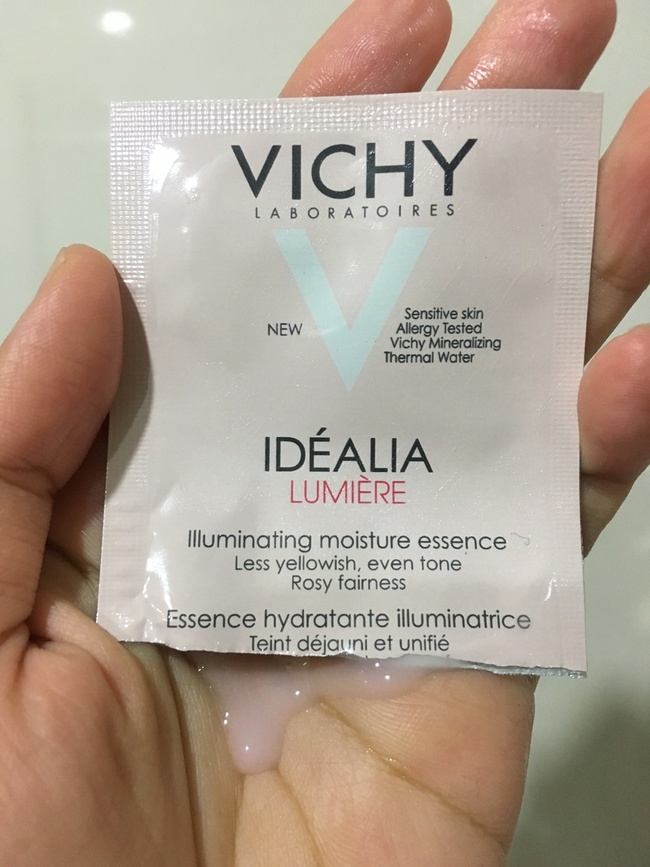 VICHY
LABORATOIRES
NEW
Sensitive skin
Allergy Tested
Vichy Mineralizing
Thermal Water
IDÉALIA
LUMIÈRE
Illuminating moisture essence
Less yellowish, even tone
Rosy fairness
Essence hydratante illuminatrice
Teint déjauni et unifié